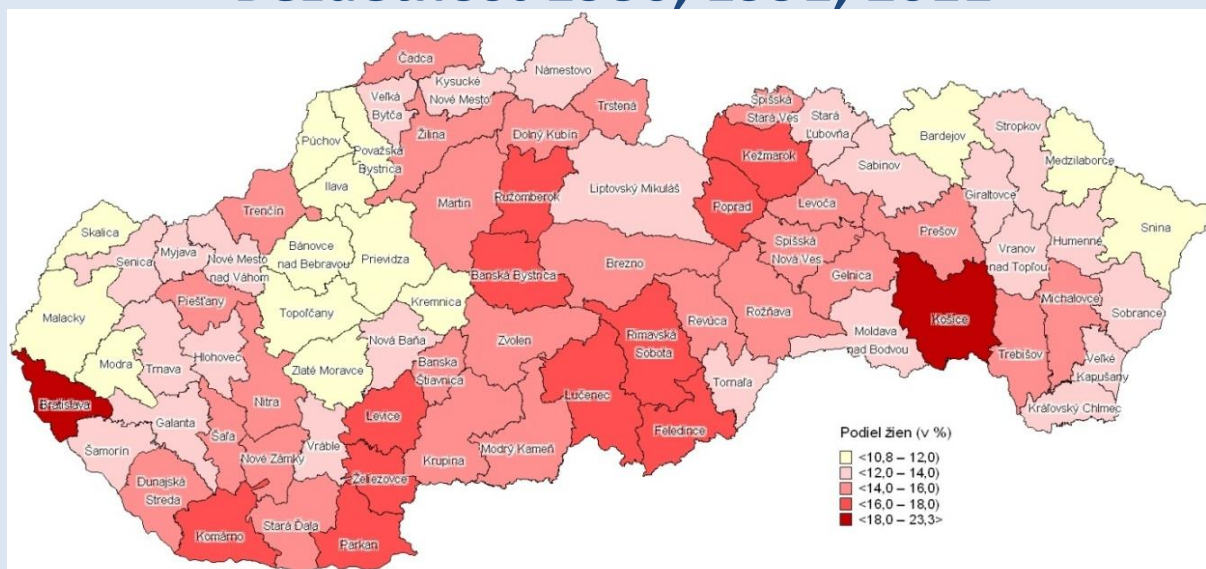 Čadca
Námestovo
Kysucké
Nové Mesto
Veľká
Bytča
Trstená
Žilina
Dolný Kubín
Púchov
Považská
Bystrica
Ilava
Martin
Ružomberok
Liptovský Mikuláš
Spišská
Stará Ves
Stará
Ľubovňa
Kežmarok
Poprad
Levoča
Sabinov
Bardejov
Stropkov
Medzilaborce
Giraltovce
Snina
Humenné
Vranov
nad Topľou
Prešov
Spišská
Nová Ves
Gelnica
Košice
Michalovce
Sobrance
Trebišov
Veľké
Kapušany
Kráľovský Chlmec
Moldava
nad Bodvou
Rožňava
Revúca
Tornaľa
Brezno
Banská Bystrica
Trenčín
Skalica
Senica
Myjava
Nové Mesto
nad Váhom
Bánovce
nad Bebravou
Prievidza
Piešťany
Topoľčany
Kremnica
Malacky
Modra
Trnava
Hlohovec
Zlaté Moravce
Nová Baňa
Banska
Štiavnica
Zvolen
Rimavská
Sobota
Lučenec
Feledince
Bratislava
Nitra
Levice
Galanta
Šaľa
Vráble
Krupina
Modrý Kameň
Šamorín
Dunajská
Streda
Nové Zámky
Želiezovce
Komárno
Stará Ďala
Parkan
Podiel žien (v %)
<10,8 – 12,0)
<12,0 – 14,0)
<14,0 – 16,0)
<16,0 – 18,0)
<18,0 – 23,3>